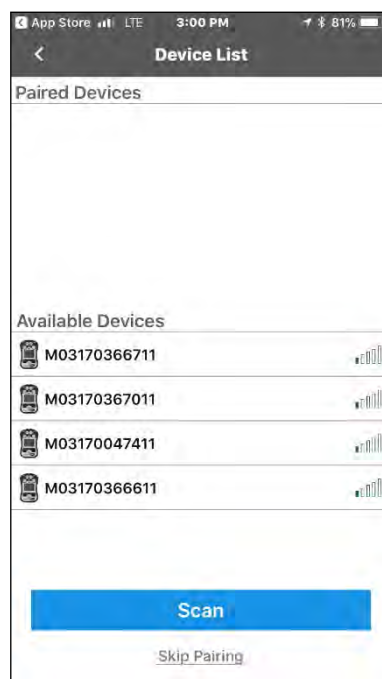 App Store LTE 3:00 PM 81%
Device List
Paired Devices
Available Devices
M03170366711
M03170367011
M03170047411
M03170366611
Scan
Skip Pairing